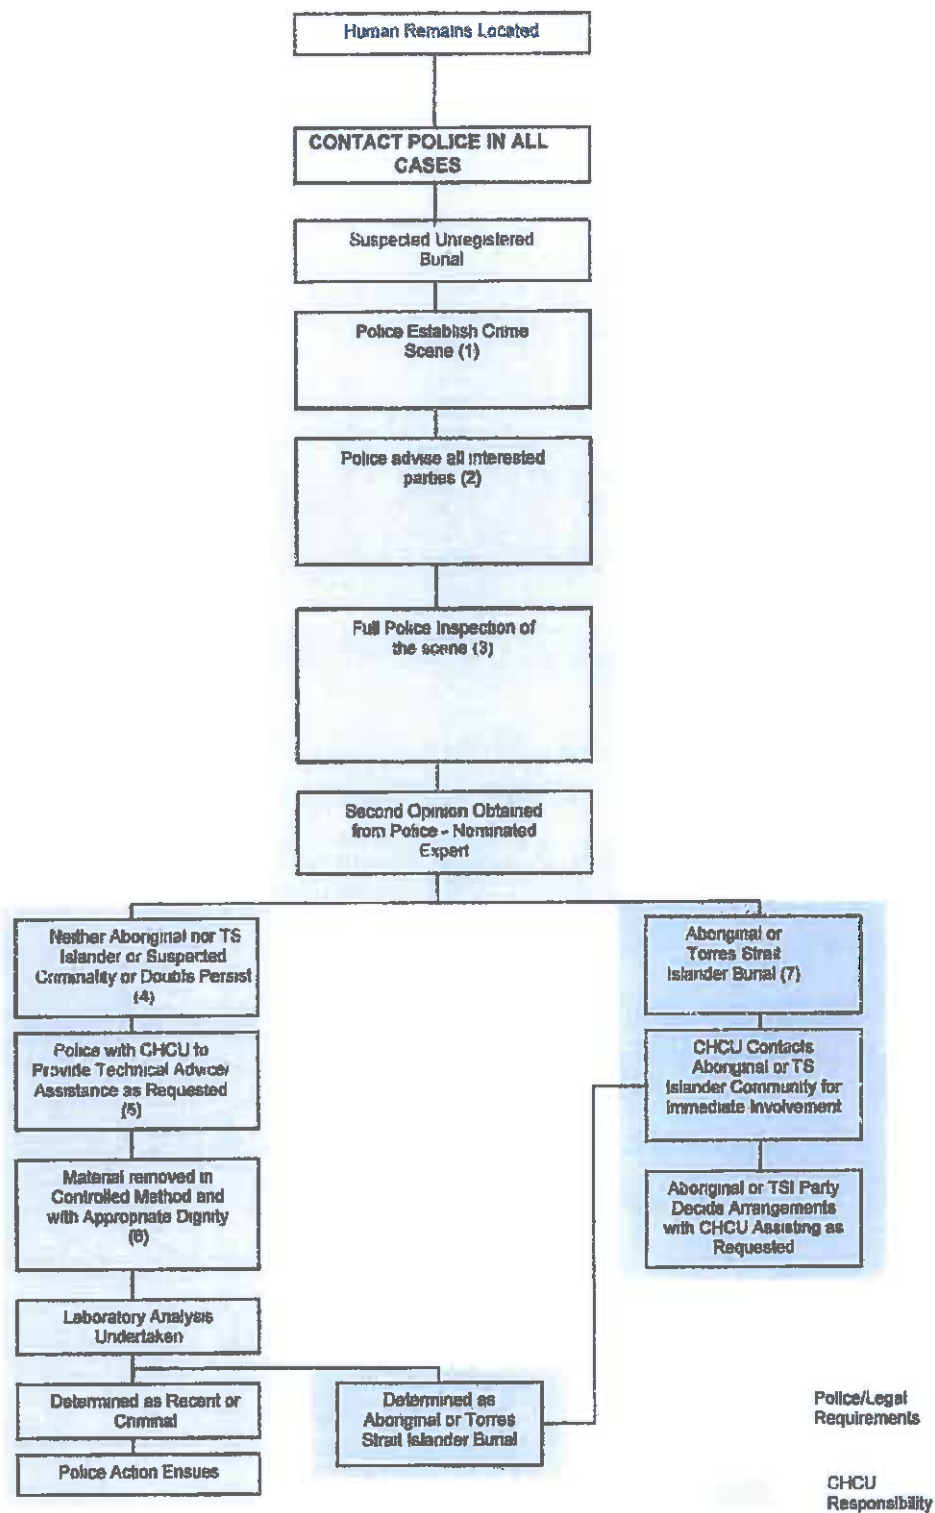 Human Remains Located
CONTACT POLICE IN ALL
CASES
Suspected Unregistered
Burial
Police Establish Crime
Scene (1)
Police advise all interested
parties (2)
Full Police Inspection of
the scene (3)
Second Opinion Obtained
from Police - Nominated
Expert
Neither Aboriginal nor TS
Islander or Suspected
Criminality or Doubts Persist
(4)
Police with CHCU to
Provide Technical Advice/
Assistance as Requested
(5)
Material removed in
Controlled Method and
with Appropriate Dignity
(6)
Laboratory Analysis
Undertaken
Determined as Recent or
Criminal
Police Action Ensues
Determined as
Aboriginal or Torres
Strait Islander Burial
Aboriginal or
Torres Strait
Islander Burial (7)
CHCU Contacts
Aboriginal or TS
Islander Community for
Immediate Involvement
Aboriginal or TSI Party
Decide Arrangements
with CHCU Assisting as
Requested
Police/Legal
Requirements
CHCU
Responsibility